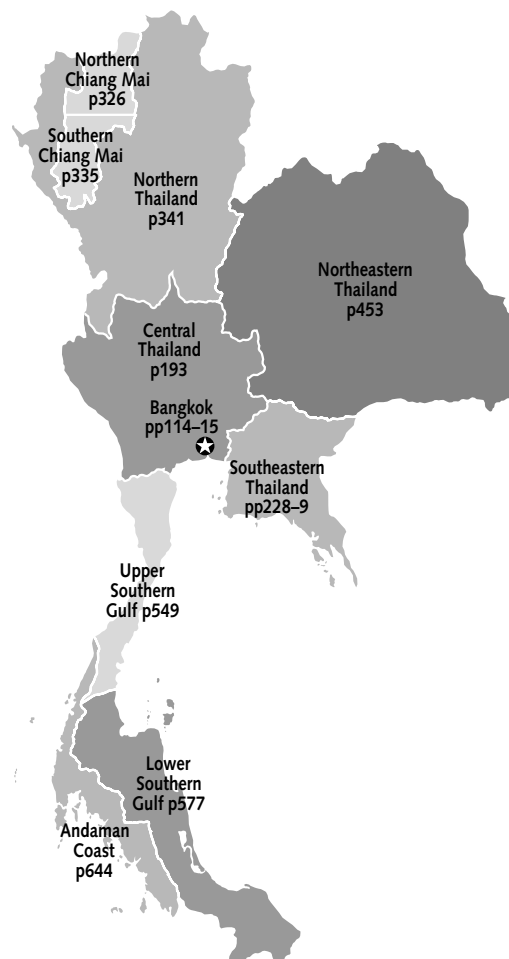 Northern
Chiang Mai
p326
Southern
Chiang Mai
p335
Northern
Thailand
p341
Northeastern
Thailand
p453
Central
Thailand
p193
Bangkok
pp114–15
Southeastern
Thailand
pp228–9
Upper
Southern
Gulf p549
Lower
Southern
Gulf p577
Andaman
Coast
p644